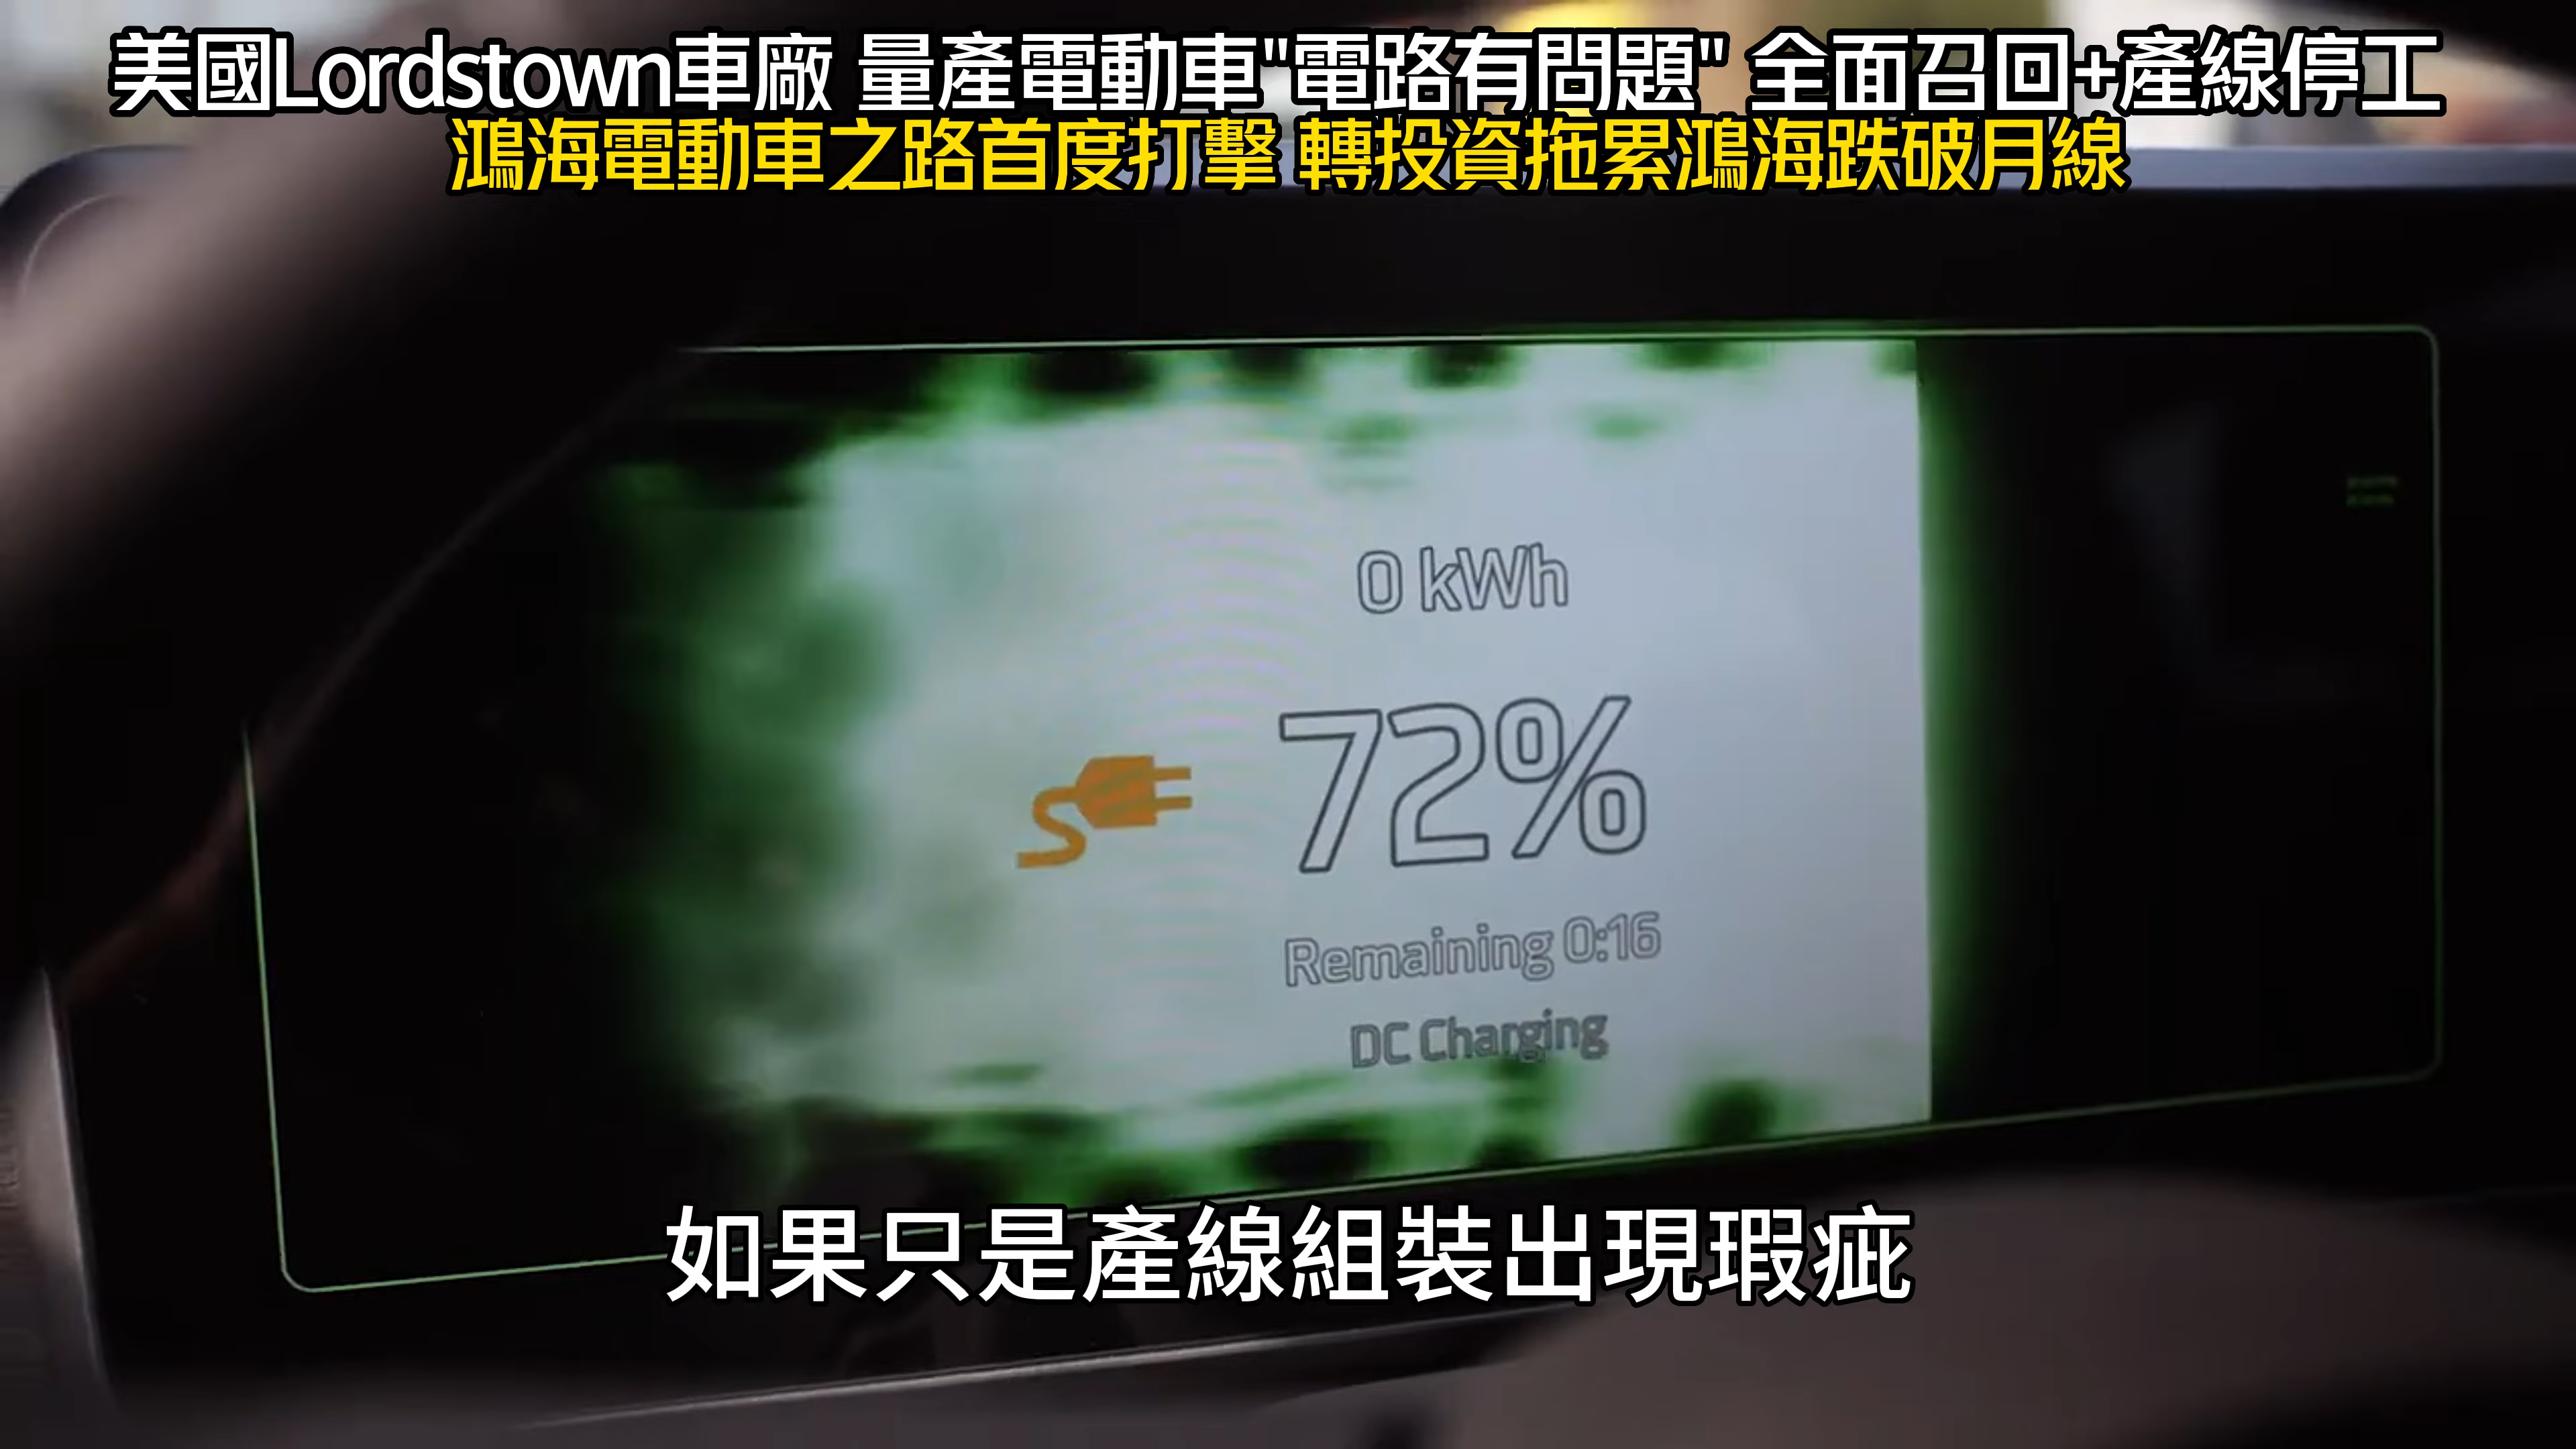 美國Lordstown車廠 量產電動車"電路有問題" 全面召回+產線停工
鴻海電動車之路首度打擊 轉投資拖累鴻海跌破月線
0 kWh
72%
Remaining 0:16
DC Charging
如果只是產線組裝出現瑕疵